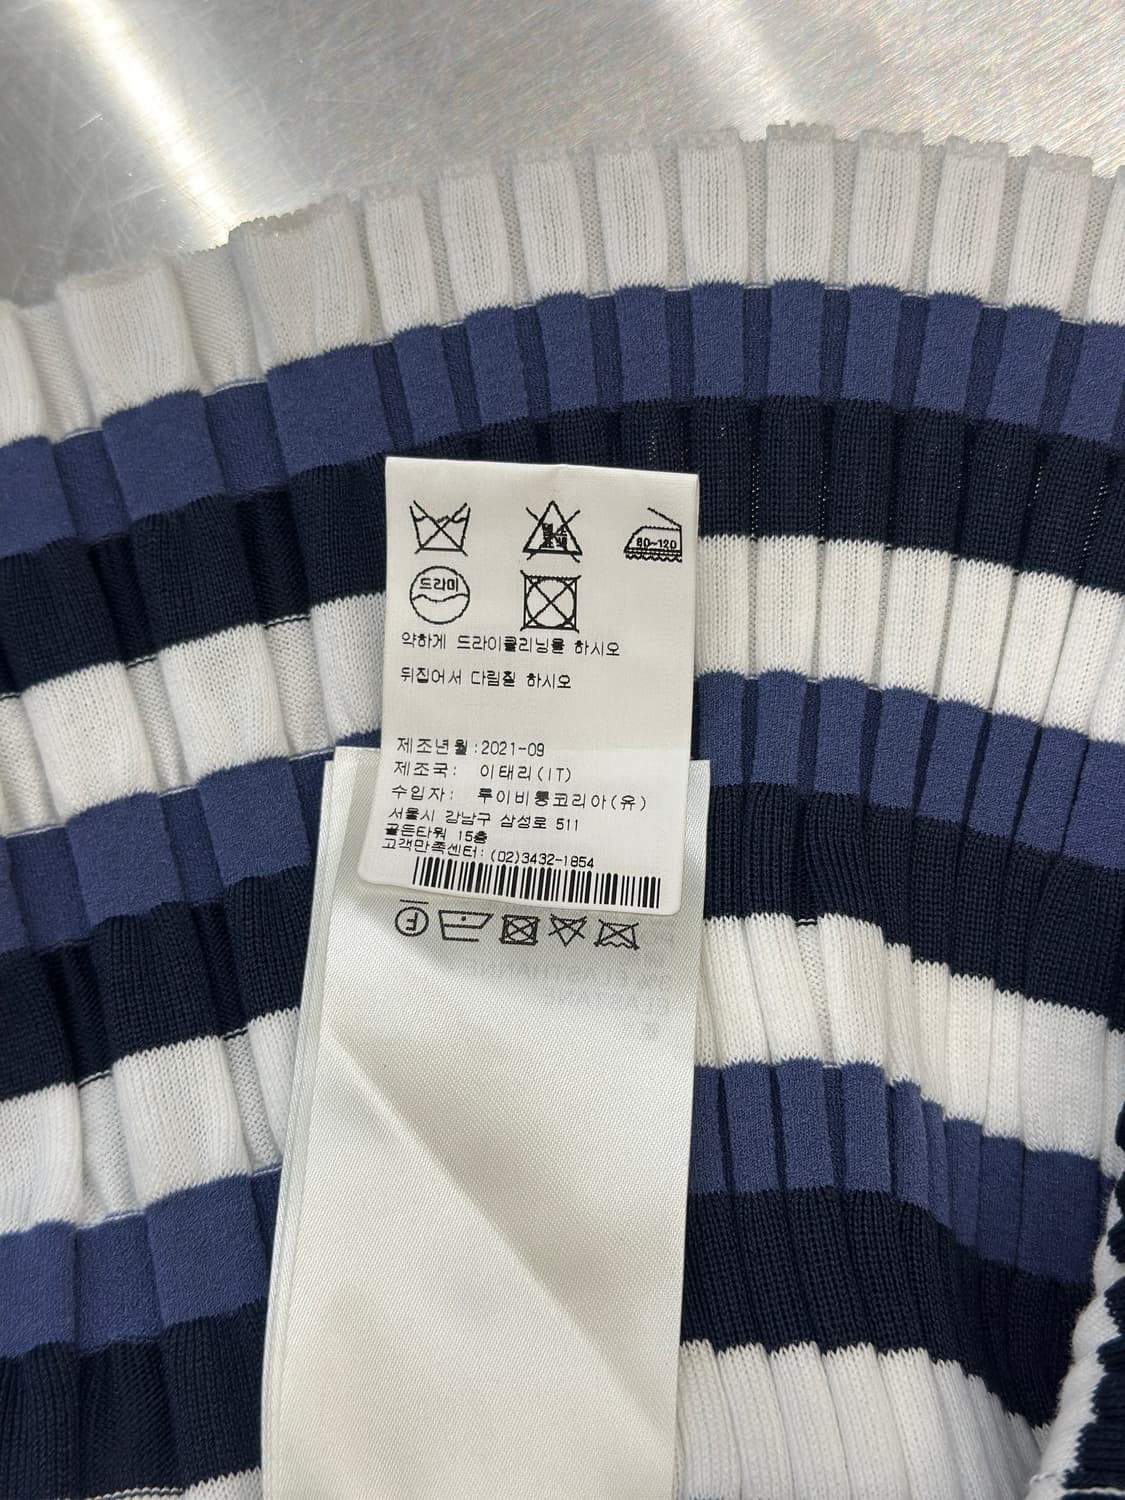 80~120
드라이
약하게 드라이클리닝을 하시오
뒤집어서 다림질 하시오
제조년월:2021-09
제조국: 이태리(IT)
수입자: 루이비통코리아(유)
서울시 강남구 삼성로 511
골든타워 15층
고객만족센터: (02)3432-1854
F
ELASTHANNE